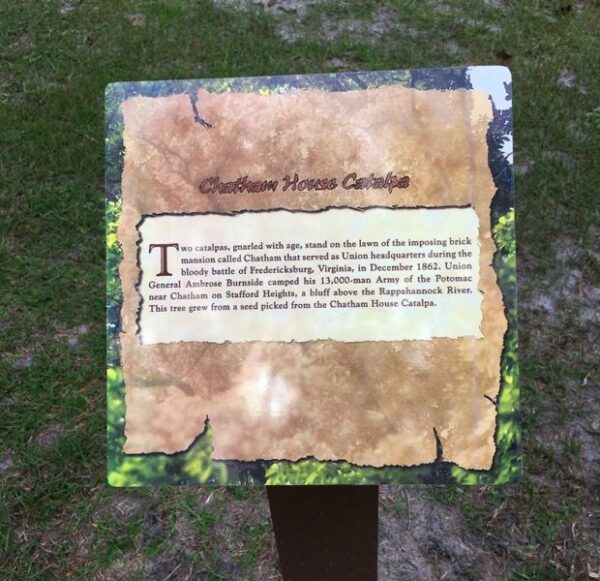 Chatham House Catalpa
Two catalpas, gnarled with age, stand on the lawn of the imposing brick
mansion called Chatham that served as Union headquarters during the
bloody battle of Fredericksburg, Virginia, in December 1862. Union
General Ambrose Burnside camped his 13,000-man Army of the Potomac
near Chatham on Stafford Heights, a bluff above the Rappahannock River.
This tree grew from a seed picked from the Chatham House Catalpa.